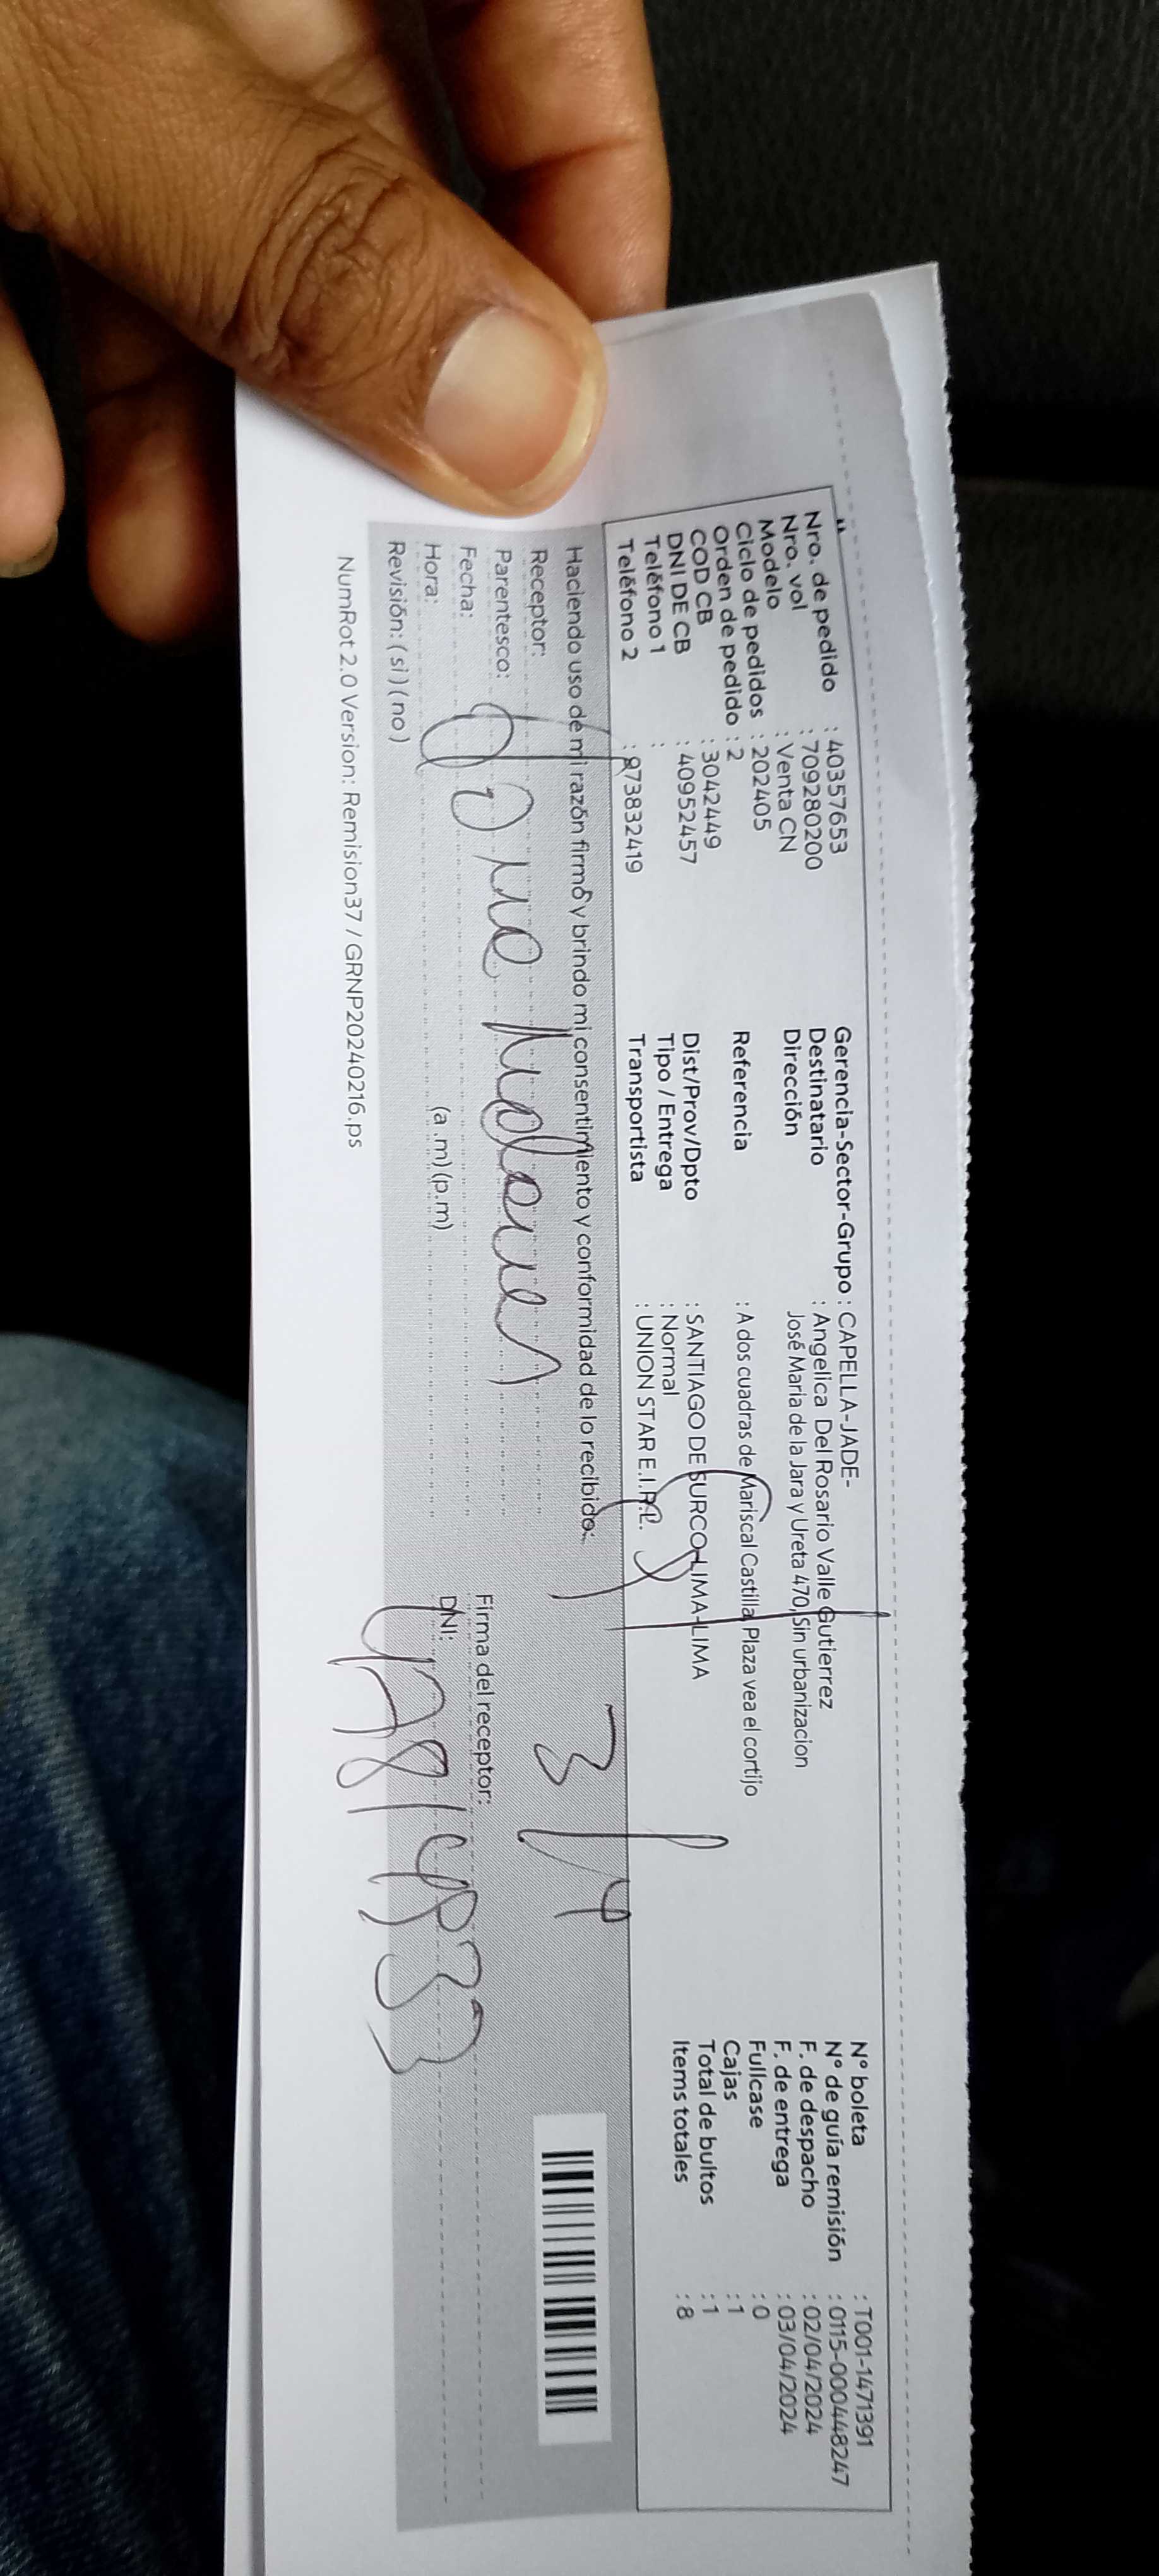 Nro. de pedido : 40357653
Nro. vol : 709280200
Modelo : Venta CN
Ciclo de pedidos : 202405
Orden de pedido : 2
COD CB : 3042449
DNI DE CB : 40952457
Teléfono 1 :
Teléfono 2 : 973832419
Gerencia-Sector-Grupo : CAPELLA-JADE-
Destinatario : Angelica Del Rosario Valle Gutierrez
Dirección José Maria de la Jara y Ureta 470, Sin urbanizacion
Referencia : A dos cuadras de Mariscal Castilla, Plaza vea el cortijo
Dist/Prov/Dpto : SANTIAGO DE SURCO-LIMA-LIMA
Tipo / Entrega : Normal
Transportista : UNION STAR E.I.R.L.
N° boleta : T001-1471391
N° de guía remisión : 0115-000448247
F. de despacho : 02/04/2024
F. de entrega : 03/04/2024
Fullcase : 0
Cajas : 1
Total de bultos : 1
Items totales : 8
Haciendo uso de mi razón firmo y brindo mi consentimiento y conformidad de lo recibido:
Receptor:
Parentesco:
Fecha:
Hora: (a.m) (p.m)
Revisión: (si) (no)
3/4
Firma del receptor:
DNI:
NumRot 2.0 Version: Remision37 / GRNP20240216.ps